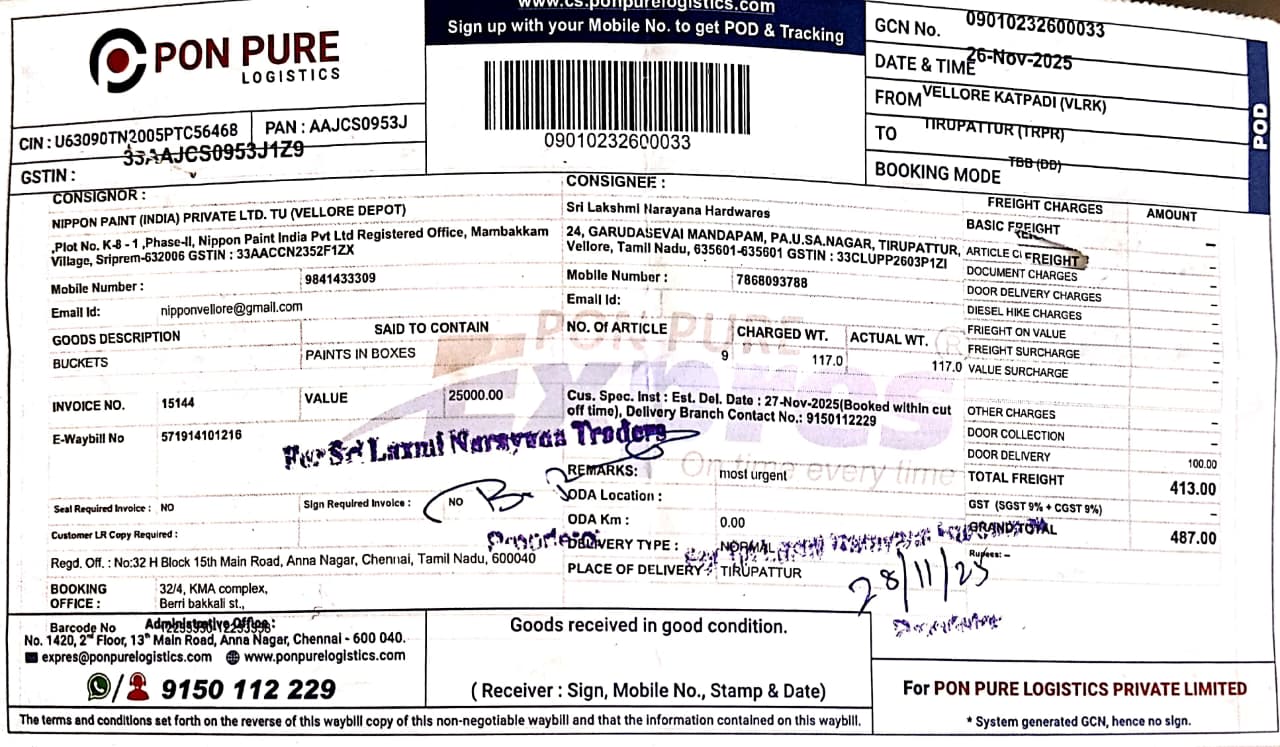 www.cs.ponpurelogistics.com
Sign up with your Mobile No. to get POD & Tracking
PON PURE
LOGISTICS
CIN : U63090TN2005PTC56468
PAN : AAJCS0953J
GSTIN :
33AAJCS0953J1Z9
09010232600033
GCN No.
09010232600033
DATE & TIME
26-Nov-2025
FROM
VELLORE KATPADI (VLRK)
TO
TIRUPATTUR (TRPR)
BOOKING MODE
TBB (DD)
POD
CONSIGNOR :
NIPPON PAINT (INDIA) PRIVATE LTD. TU (VELLORE DEPOT)
,Plot No. K-8 - 1 ,Phase-II, Nippon Paint India Pvt Ltd Registered Office, Mambakkam
Village, Sriprem-632006 GSTIN : 33AACCN2352F1ZX
Mobile Number :
9841433309
Email Id:
nipponvellore@gmail.com
CONSIGNEE :
Sri Lakshmi Narayana Hardwares
24, GARUDASEVAI MANDAPAM, PA.U.SA.NAGAR, TIRUPATTUR,
Vellore, Tamil Nadu, 635601-635601 GSTIN : 33CLUPP2603P1ZI
Mobile Number :
7868093788
Email Id:
GOODS DESCRIPTION
SAID TO CONTAIN
BUCKETS
PAINTS IN BOXES
NO. OF ARTICLE
CHARGED WT.
ACTUAL WT.
9
117.0
117.0
INVOICE NO.
15144
VALUE
25000.00
E-Waybill No
571914101216
Cus. Spec. Inst : Est. Del. Date : 27-Nov-2025(Booked within cut
off time), Delivery Branch Contact No.: 9150112229
For Sri Laxmi Narayana Traders
PON PURE
Expres
®
On time every time
REMARKS:
most urgent
Seal Required Invoice :
NO
Sign Required Invoice :
NO
ODA Location :
Customer LR Copy Required :
ODA Km :
0.00
DELIVERY TYPE :
NORMAL
PLACE OF DELIVERY :
TIRUPATTUR
28/11/25
Regd. Off. : No:32 H Block 15th Main Road, Anna Nagar, Chennai, Tamil Nadu, 600040
BOOKING
OFFICE :
32/4, KMA complex,
Berri bakkali st.,
FREIGHT CHARGES
AMOUNT
BASIC FREIGHT
–
FREIGHT
–
DOCUMENT CHARGES
–
DOOR DELIVERY CHARGES
–
DIESEL HIKE CHARGES
–
FRIEGHT ON VALUE
–
FREIGHT SURCHARGE
–
VALUE SURCHARGE
–
OTHER CHARGES
–
DOOR COLLECTION
–
DOOR DELIVERY
100.00
TOTAL FREIGHT
413.00
GST (SGST 9% + CGST 9%)
–
GRAND TOTAL
487.00
Rupees: –
Barcode No
Administrative Office :
No. 1420, 2nd Floor, 13th Main Road, Anna Nagar, Chennai - 600 040.
expres@ponpurelogistics.com www.ponpurelogistics.com
9150 112 229
Goods received in good condition.
( Receiver : Sign, Mobile No., Stamp & Date)
For PON PURE LOGISTICS PRIVATE LIMITED
* System generated GCN, hence no sign.
The terms and conditions set forth on the reverse of this waybill copy of this non-negotiable waybill and that the information contained on this waybill.